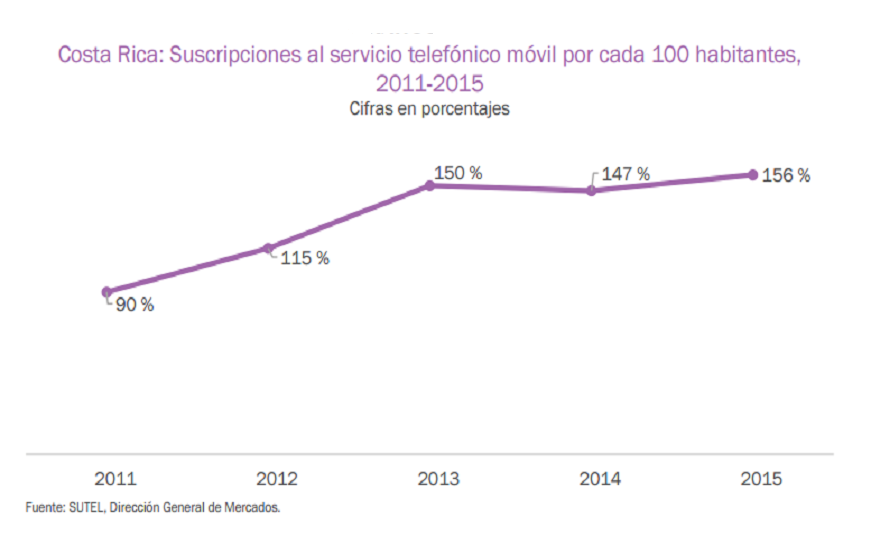 Costa Rica: Suscripciones al servicio telefónico móvil por cada 100 habitantes,
2011-2015
Cifras en porcentajes
150 %
147 %
156 %
115 %
90 %
2011 2012 2013 2014 2015
Fuente: SUTEL, Dirección General de Mercados.